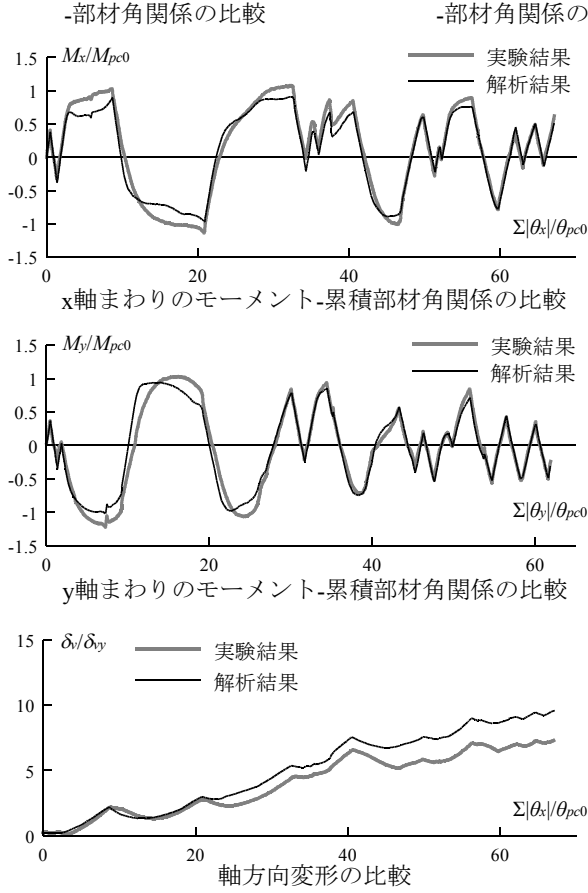 -部材角関係の比較
-部材角関係の
Mx/Mpc0
実験結果
解析結果
1.5
1
0.5
0
-0.5
-1
-1.5
Σ|θx|/θpc0
0 20 40 60
x軸まわりのモーメント-累積部材角関係の比較
My/Mpc0
実験結果
解析結果
1.5
1
0.5
0
-0.5
-1
-1.5
Σ|θy|/θpc0
0 20 40 60
y軸まわりのモーメント-累積部材角関係の比較
δv/δvy
実験結果
解析結果
15
10
5
0
Σ|θx|/θpc0
0 20 40 60
軸方向変形の比較